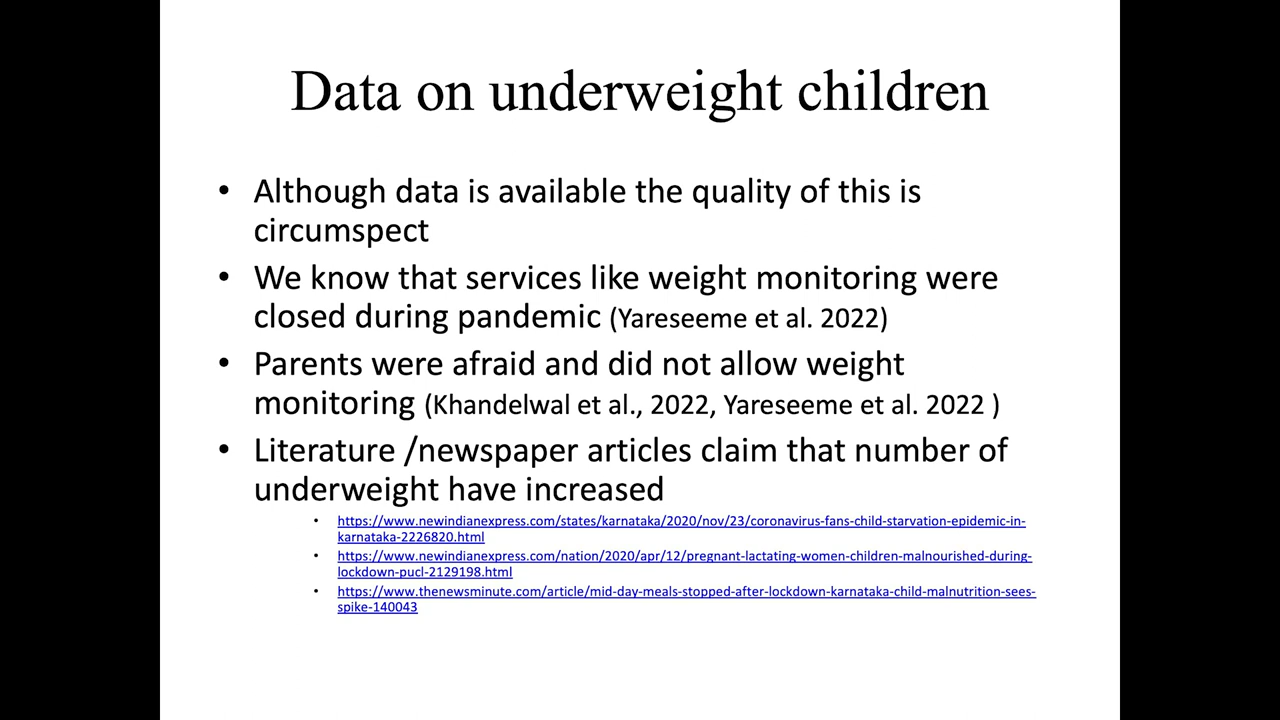 Data on underweight children
• Although data is available the quality of this is
circumspect
• We know that services like weight monitoring were
closed during pandemic (Yareseeme et al. 2022)
• Parents were afraid and did not allow weight
monitoring (Khandelwal et al., 2022, Yareseeme et al. 2022 )
• Literature /newspaper articles claim that number of
underweight have increased
• https://www.newindianexpress.com/states/karnataka/2020/nov/23/coronavirus-fans-child-starvation-epidemic-in-
karnataka-2226820.html
• https://www.newindianexpress.com/nation/2020/apr/12/pregnant-lactating-women-children-malnourished-during-
lockdown-pucl-2129198.html
• https://www.thenewsminute.com/article/mid-day-meals-stopped-after-lockdown-karnataka-child-malnutrition-sees-
spike-140043